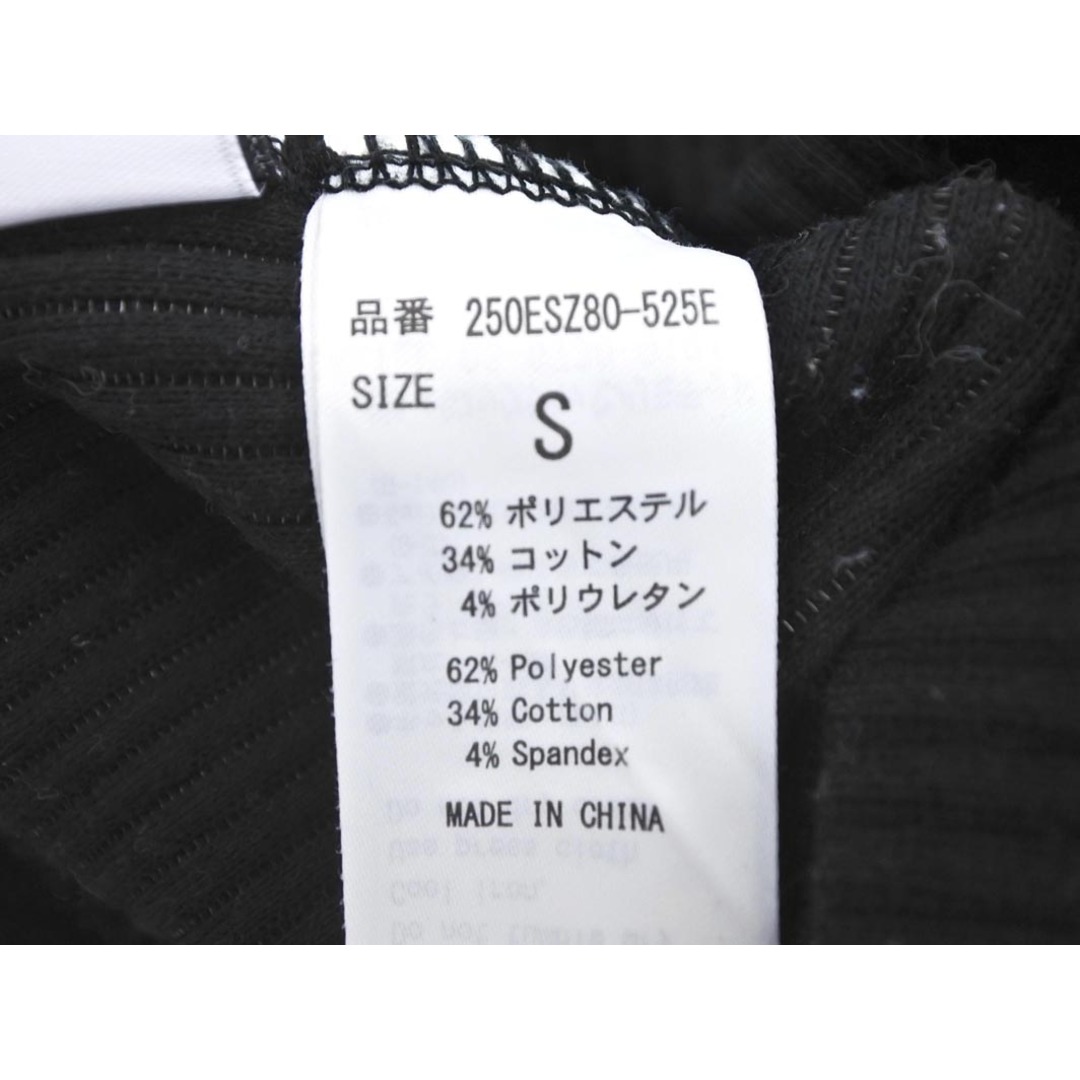 品番 250ESZ80-525E
SIZE
S
62% ポリエステル
34% コットン
4% ポリウレタン
62% Polyester
34% Cotton
4% Spandex
MADE IN CHINA